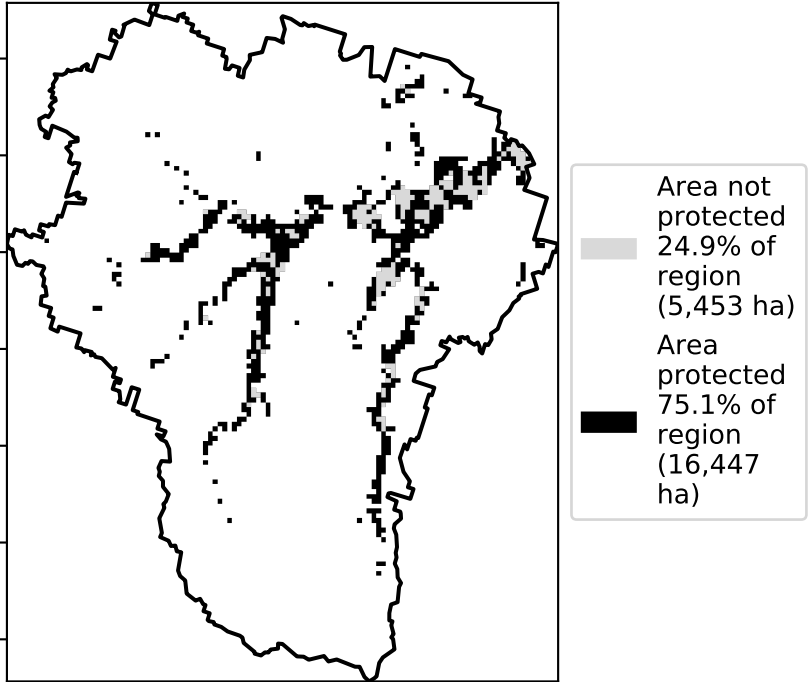 Area not
protected
24.9% of
region
(5,453 ha)
Area
protected
75.1% of
region
(16,447
ha)